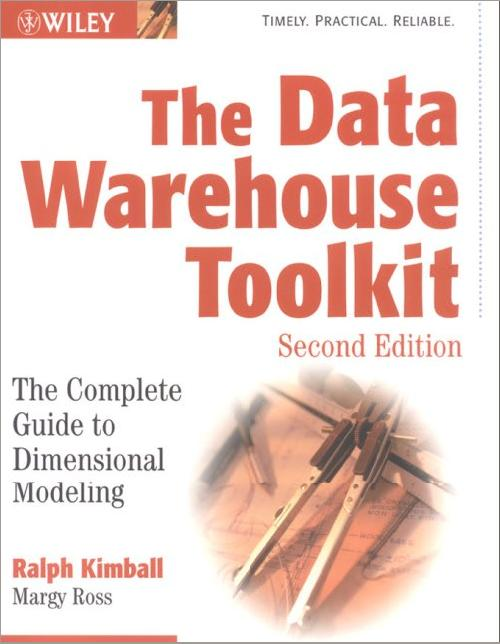 WILEY
TIMELY. PRACTICAL. RELIABLE.
The Data
Warehouse
Toolkit
Second Edition
The Complete
Guide to
Dimensional
Modeling
Ralph Kimball
Margy Ross